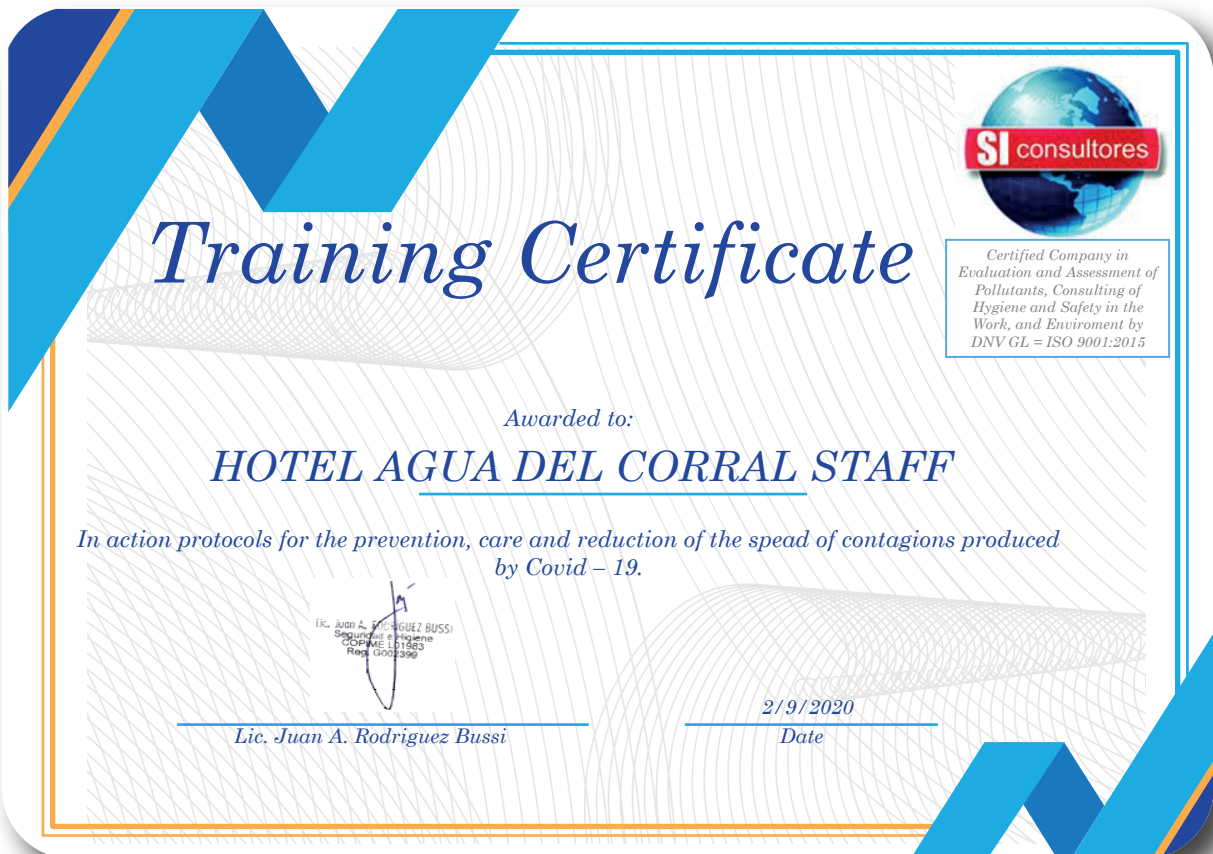 SI consultores
Training Certificate
Certified Company in
Evaluation and Assessment of
Pollutants, Consulting of
Hygiene and Safety in the
Work, and Enviroment by
DNV GL = ISO 9001:2015
Awarded to:
HOTEL AGUA DEL CORRAL STAFF
In action protocols for the prevention, care and reduction of the spead of contagions produced
by Covid – 19.
Lic. Juan A. RODRIGUEZ BUSSI
Seguridad e Higiene
COPIME L01983
Reg. G002399
2/9/2020
Lic. Juan A. Rodriguez Bussi
Date